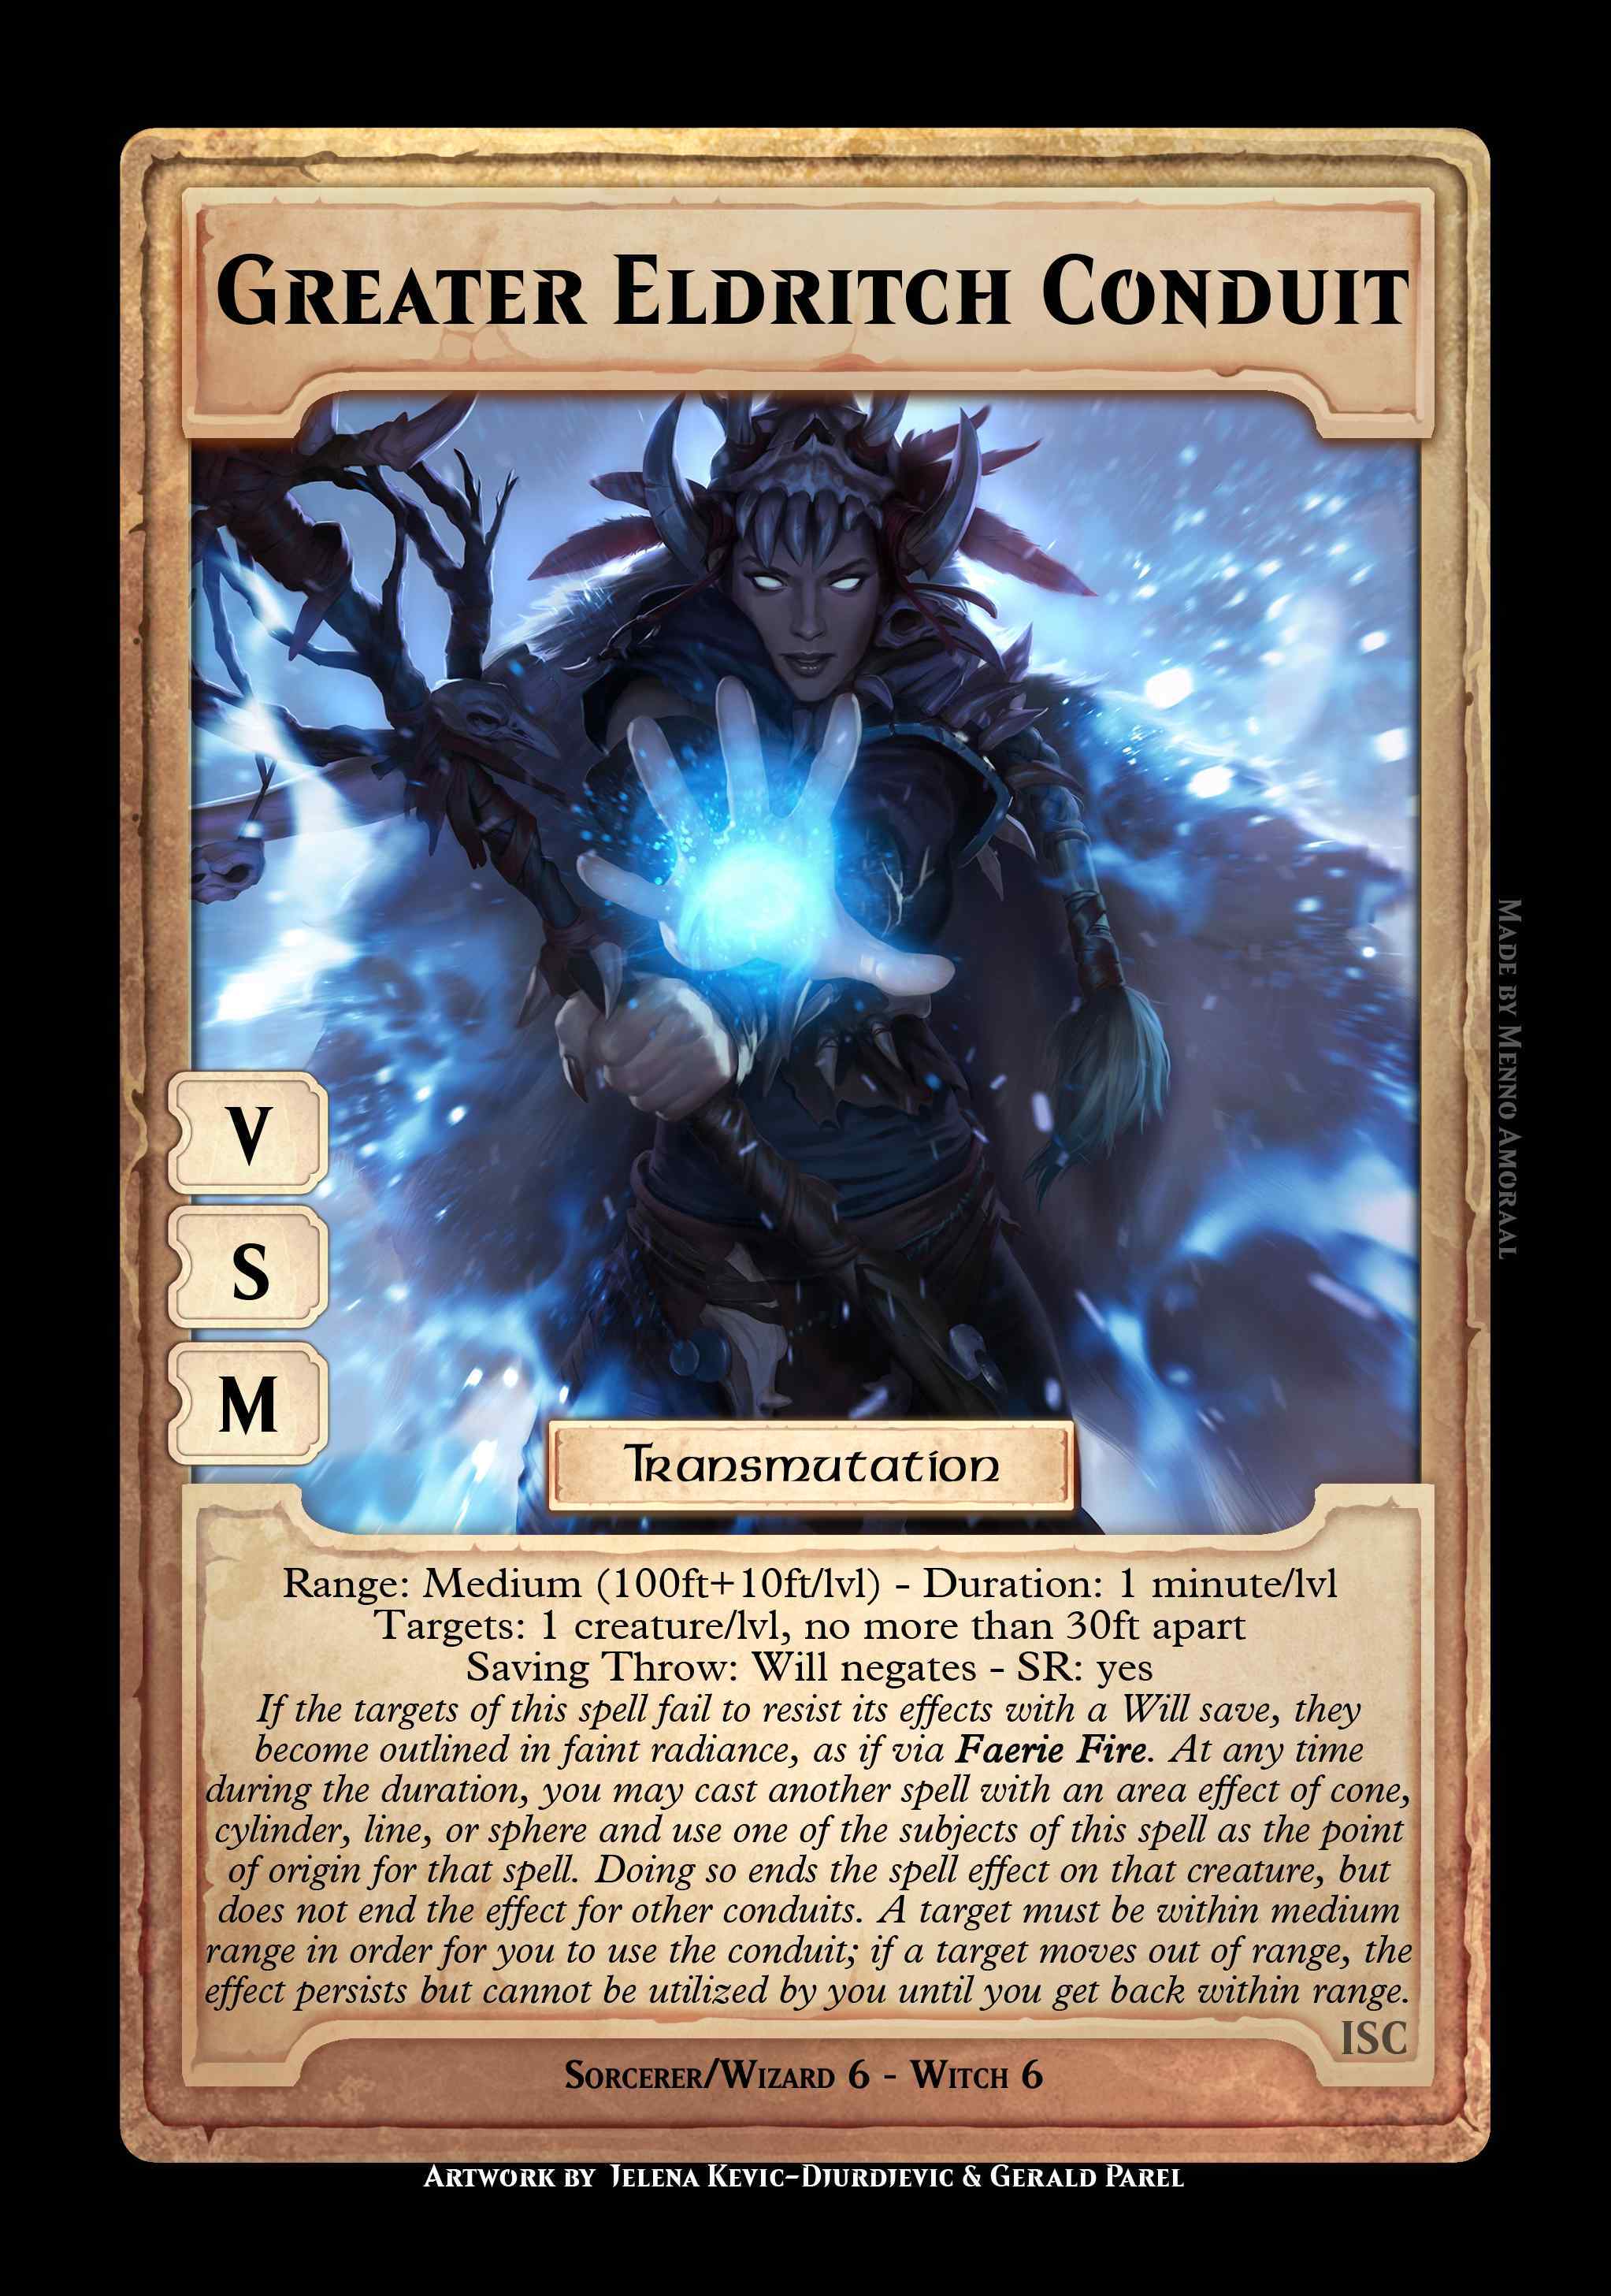 Greater Eldritch Conduit
V
S
M
Transmutation
Range: Medium (100ft+10ft/lvl) - Duration: 1 minute/lvl
Targets: 1 creature/lvl, no more than 30ft apart
Saving Throw: Will negates - SR: yes
If the targets of this spell fail to resist its effects with a Will save, they
become outlined in faint radiance, as if via Faerie Fire. At any time
during the duration, you may cast another spell with an area effect of cone,
cylinder, line, or sphere and use one of the subjects of this spell as the point
of origin for that spell. Doing so ends the spell effect on that creature, but
does not end the effect for other conduits. A target must be within medium
range in order for you to use the conduit; if a target moves out of range, the
effect persists but cannot be utilized by you until you get back within range.
ISC
Sorcerer/Wizard 6 - Witch 6
Artwork by Jelena Kevic-Djurdjevic & Gerald Parel
Made by Menno Amoraal